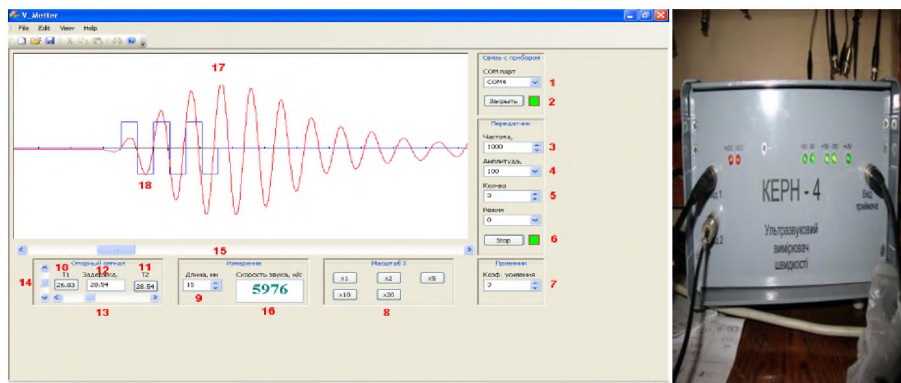 V_Metter
File Edit View Help
17
18
Связь с прибором
COM порт
COM4 1
Закрыть 2
Передатчик
Частота,
1000 3
Амплитуда,
100 4
Кол-во
3 5
Режим
0 6
Stop
15
Опорный сигнал
10 12 11
T1 Задержка, T2
14 26.83 28.54 28.54
13
Измерение
Длина, мм Скорость звука, м/с
15 5976
9 16
Масштаб X
x1 x2 x5
x10 x20
8
Приемник
Коэф. усиления
3 7
КЕРН - 4
Ультразвуковий
вимірювач
швидкості
Вхід
приймача